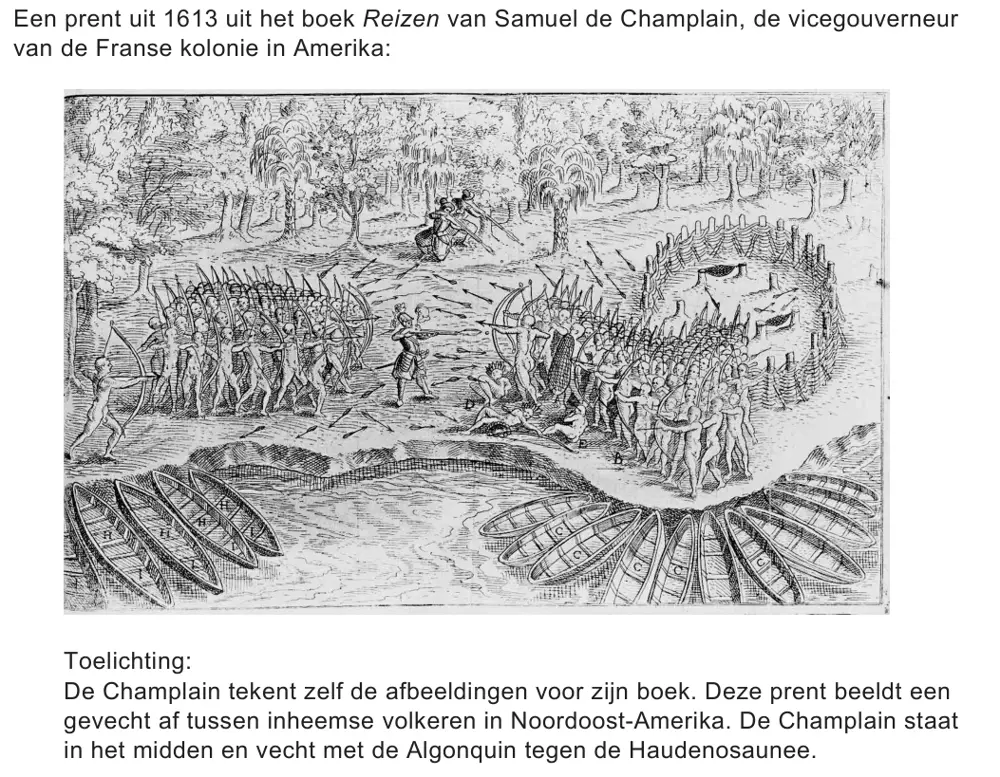 Een prent uit 1613 uit het boek Reizen van Samuel de Champlain, de vicegouverneur
van de Franse kolonie in Amerika:
D
E
B
H
H
H
H
I
I
C
C
C
C
C
Toelichting:
De Champlain tekent zelf de afbeeldingen voor zijn boek. Deze prent beeldt een
gevecht af tussen inheemse volkeren in Noordoost-Amerika. De Champlain staat
in het midden en vecht met de Algonquin tegen de Haudenosaunee.